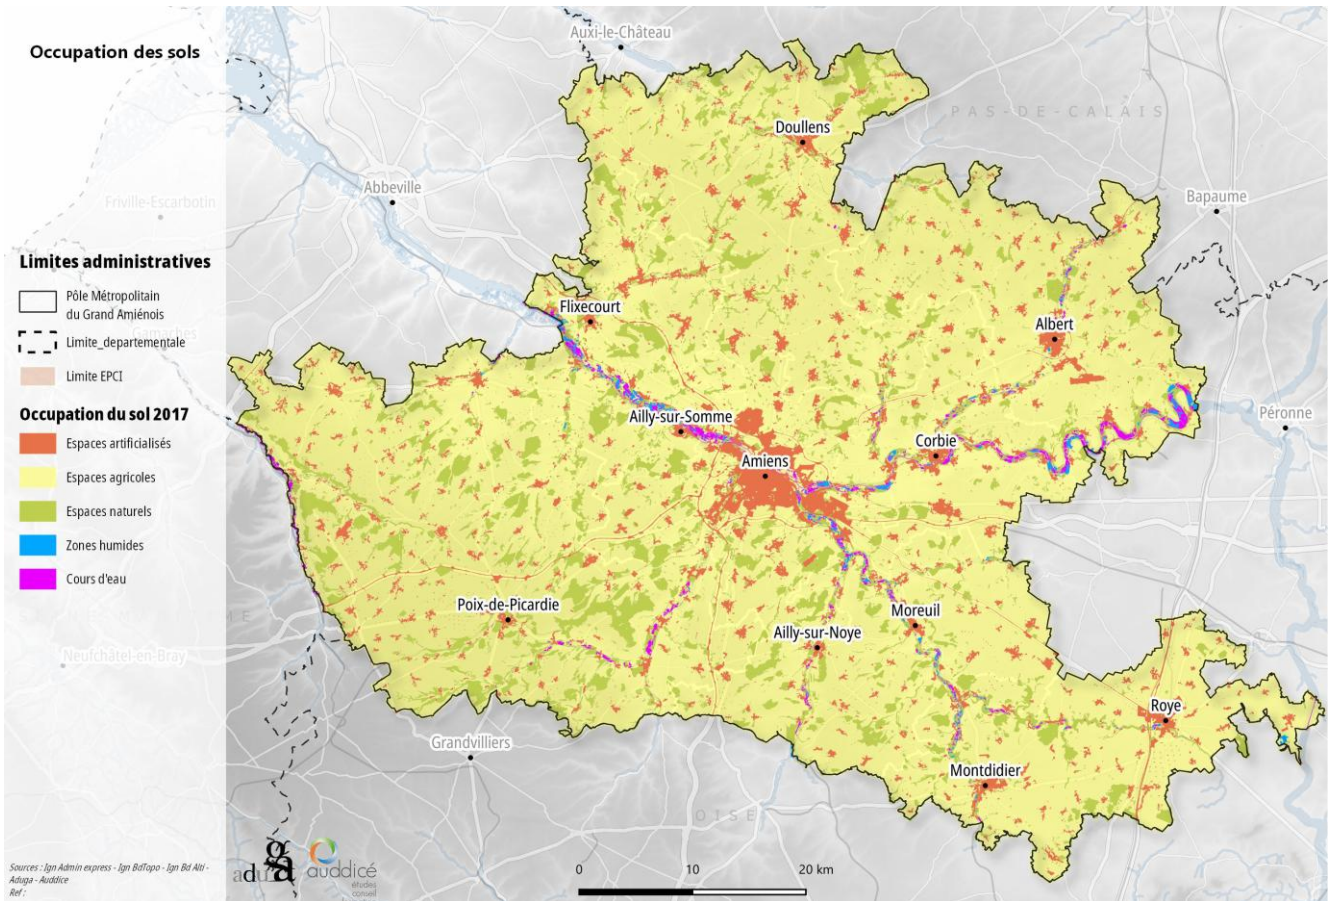 Occupation des sols
Limites administratives
Pôle Métropolitain
du Grand Amiénois
Limite_departementale
Limite EPCI
Occupation du sol 2017
Espaces artificialisés
Espaces agricoles
Espaces naturels
Zones humides
Cours d'eau
Sources : Ign Admin express - Ign BdTopo - Ign Bd Alti -
Aduga - Auddice
Ref :
Auxi-le-Château
PAS-DE-CALAIS
Doullens
Abbeville
Bapaume
Friville-Escarbotin
Gamaches
Flixecourt
Albert
Péronne
Ailly-sur-Somme
Corbie
Amiens
Poix-de-Picardie
Moreuil
Ailly-sur-Noye
Neufchâtel-en-Bray
Roye
Grandvilliers
Montdidier
OISE
aduga
auddicé
études
conseil
0 10 20 km